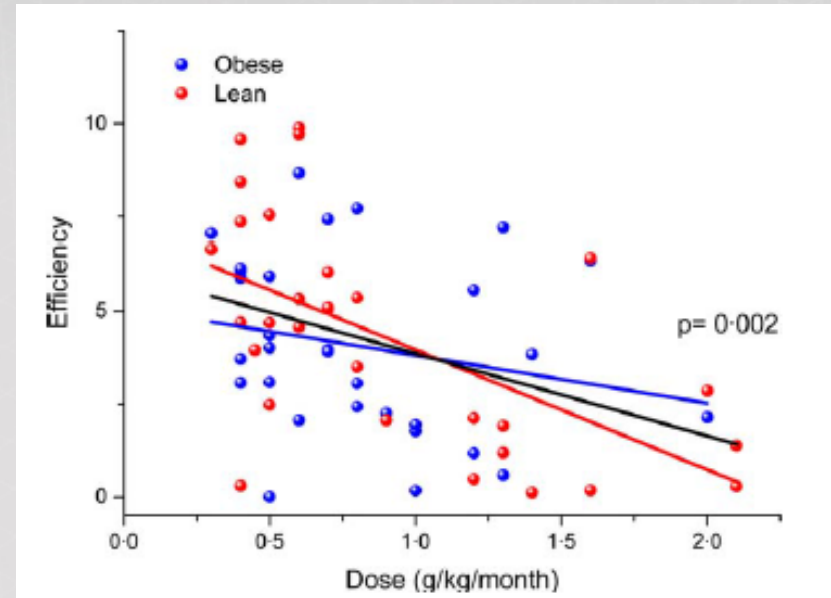 Obese
Lean
10
5
0
Efficiency
p= 0·002
0·0 0·5 1·0 1·5 2·0
Dose (g/kg/month)